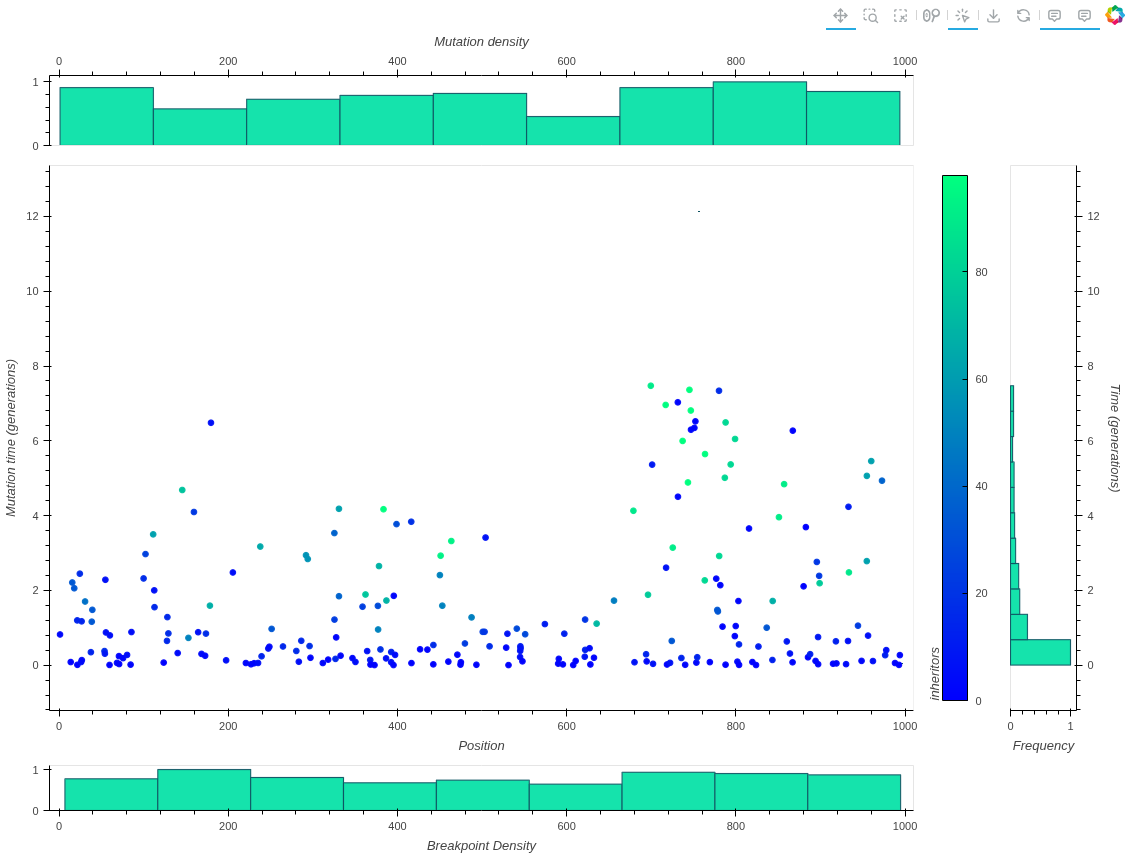 Mutation density
0 200 400 600 800 1000
1
0
12
10
8
6
4
2
0
Mutation time (generations)
0 200 400 600 800 1000
Position
80
60
40
20
0
inheritors
12
10
8
6
4
2
0
Time (generations)
0 1
Frequency
1
0
0 200 400 600 800 1000
Breakpoint Density